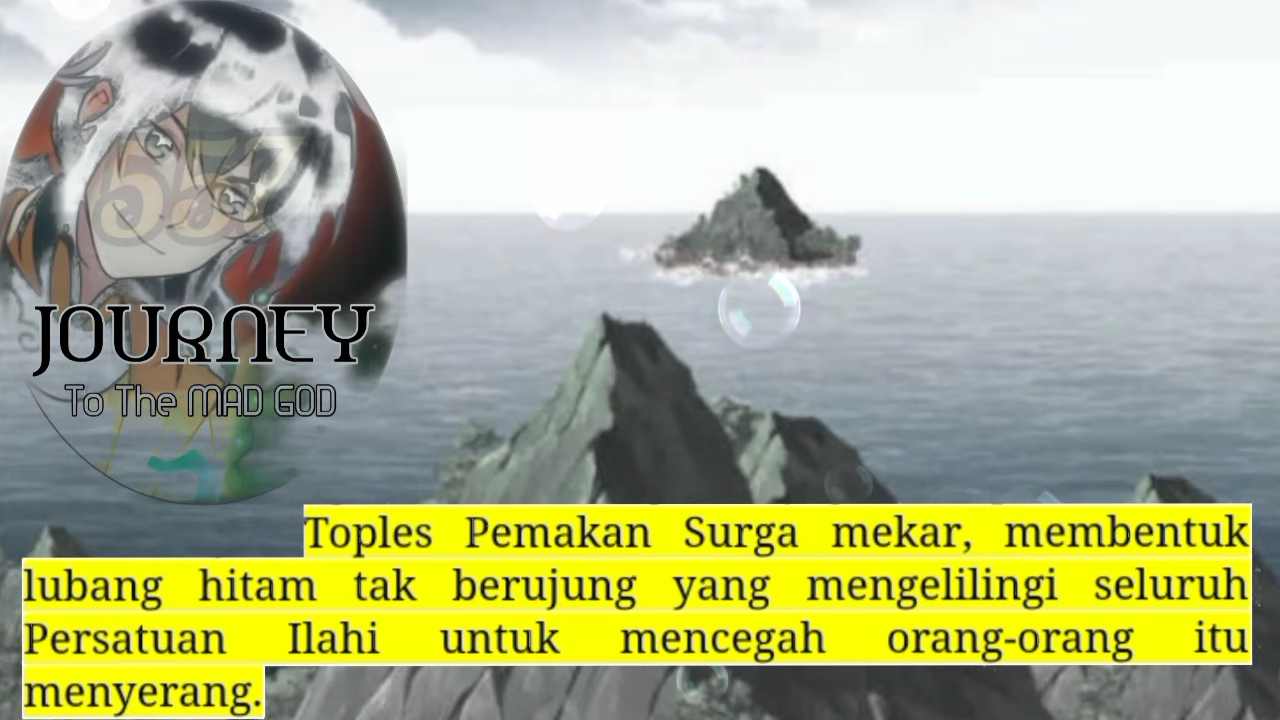 667
JOURNEY
To The MAD GOD
Toples Pemakan Surga mekar, membentuk
lubang hitam tak berujung yang mengelilingi seluruh
Persatuan Ilahi untuk mencegah orang-orang itu
menyerang.